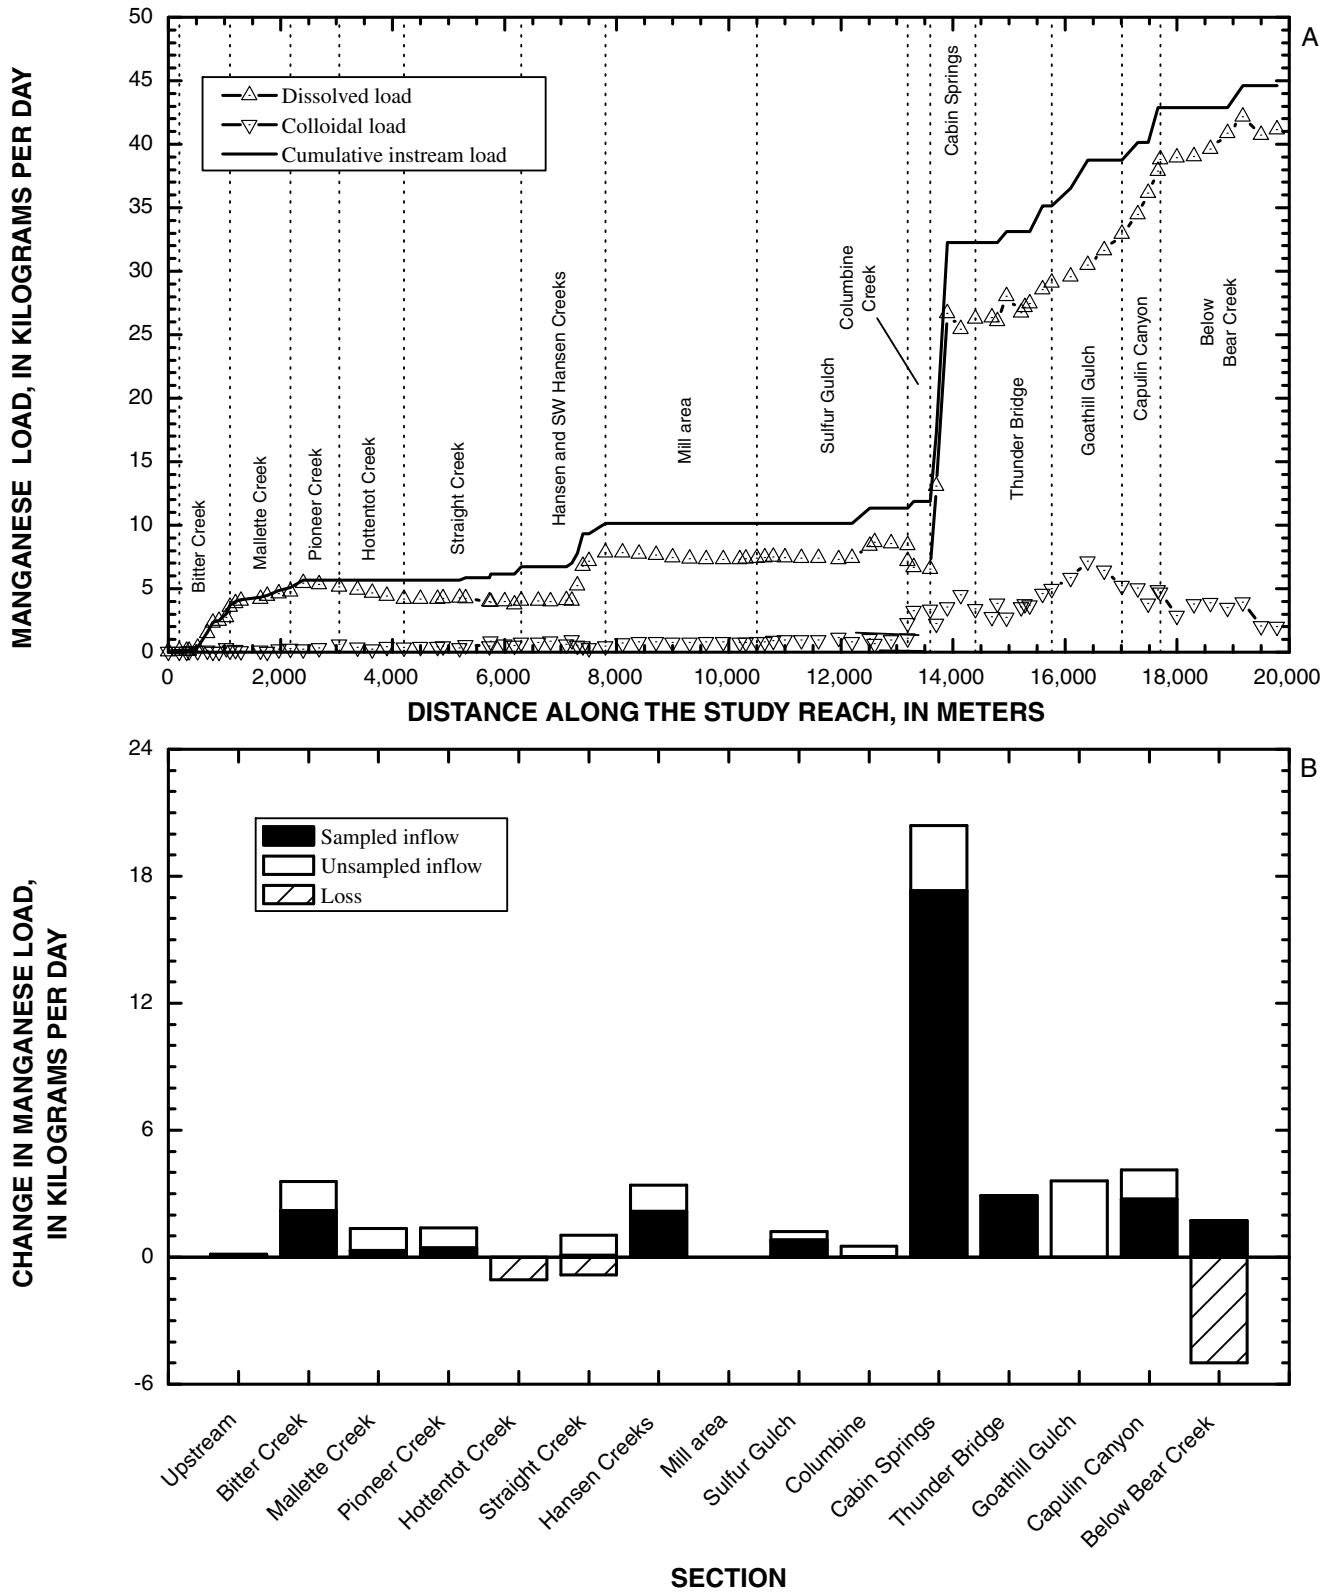 A
MANGANESE LOAD, IN KILOGRAMS PER DAY
50
45
40
35
30
25
20
15
10
5
0
Dissolved load
Colloidal load
Cumulative instream load
Bitter Creek
Mallette Creek
Pioneer Creek
Hottentot Creek
Straight Creek
Hansen and SW Hansen Creeks
Mill area
Sulfur Gulch
Columbine
Creek
Cabin Springs
Thunder Bridge
Goathill Gulch
Capulin Canyon
Below
Bear Creek
0
2,000
4,000
6,000
8,000
10,000
12,000
14,000
16,000
18,000
20,000
DISTANCE ALONG THE STUDY REACH, IN METERS
B
CHANGE IN MANGANESE LOAD,
IN KILOGRAMS PER DAY
24
18
12
6
0
-6
Sampled inflow
Unsampled inflow
Loss
Upstream
Bitter Creek
Mallette Creek
Pioneer Creek
Hottentot Creek
Straight Creek
Hansen Creeks
Mill area
Sulfur Gulch
Columbine
Cabin Springs
Thunder Bridge
Goathill Gulch
Capulin Canyon
Below Bear Creek
SECTION